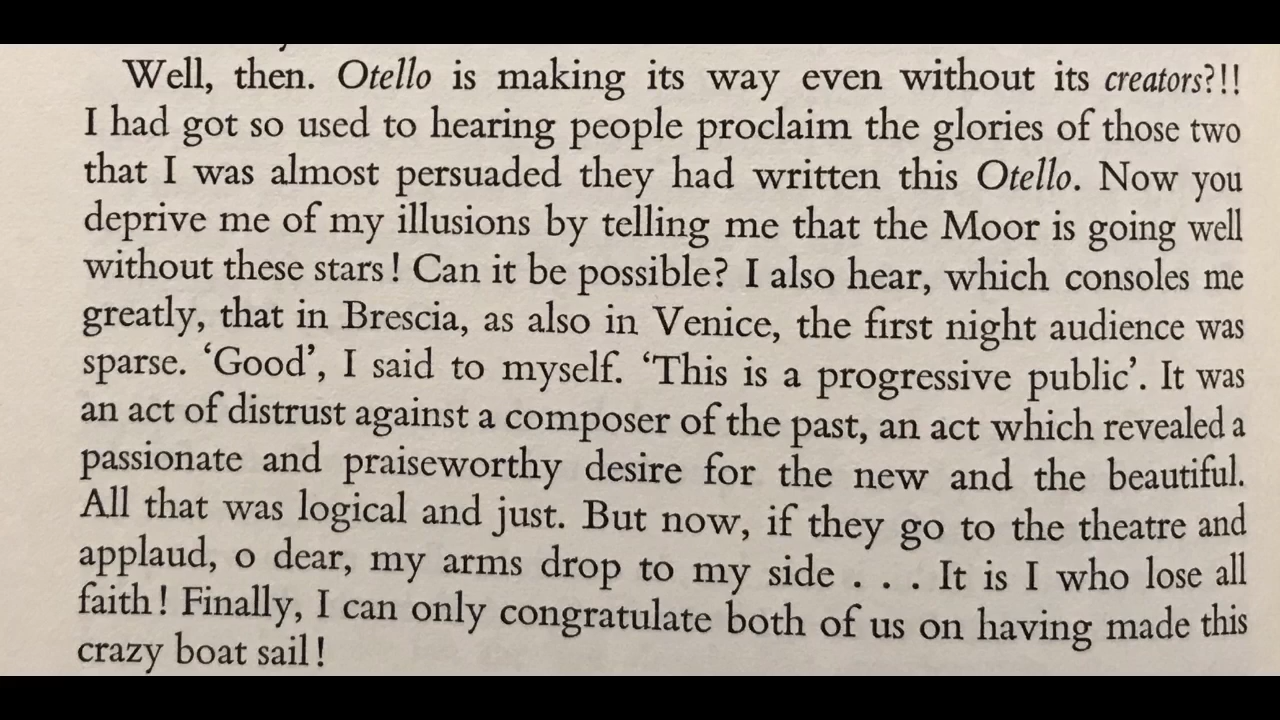 Well, then. Otello is making its way even without its creators?!!
I had got so used to hearing people proclaim the glories of those two
that I was almost persuaded they had written this Otello. Now you
deprive me of my illusions by telling me that the Moor is going well
without these stars! Can it be possible? I also hear, which consoles me
greatly, that in Brescia, as also in Venice, the first night audience was
sparse. ‘Good’, I said to myself. ‘This is a progressive public’. It was
an act of distrust against a composer of the past, an act which revealed a
passionate and praiseworthy desire for the new and the beautiful.
All that was logical and just. But now, if they go to the theatre and
applaud, o dear, my arms drop to my side . . . It is I who lose all
faith! Finally, I can only congratulate both of us on having made this
crazy boat sail!